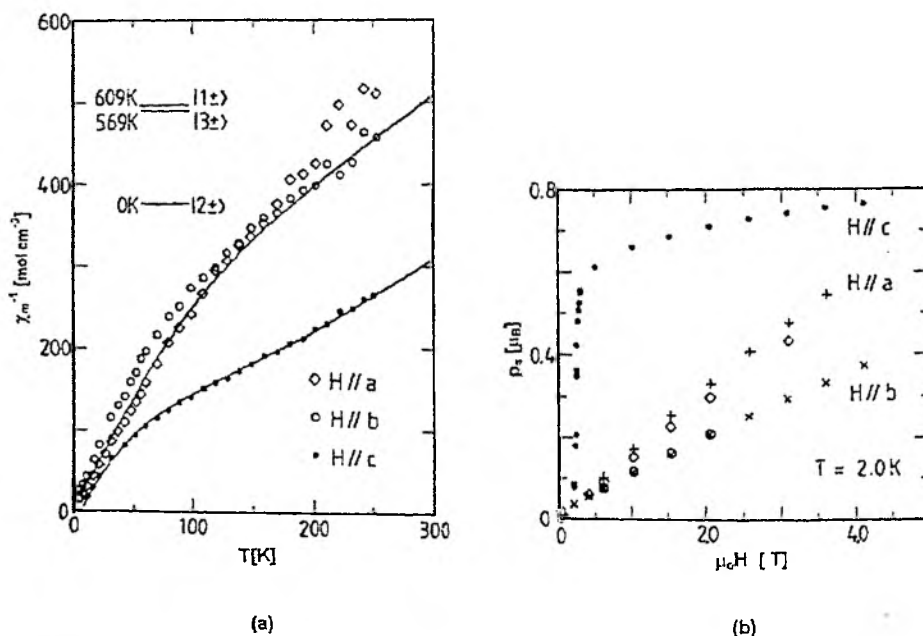 600
400
200
0
0
100
200
300
χm⁻¹ [mol cm⁻³]
T[K]
609K |1±⟩
569K |3±⟩
0K |2±⟩
◇ H//a
○ H//b
• H//c
(a)
0.8
0.4
0
0
2.0
4.0
H//c
H//a
H//b
T = 2.0K
μ₀H [T]
(b)